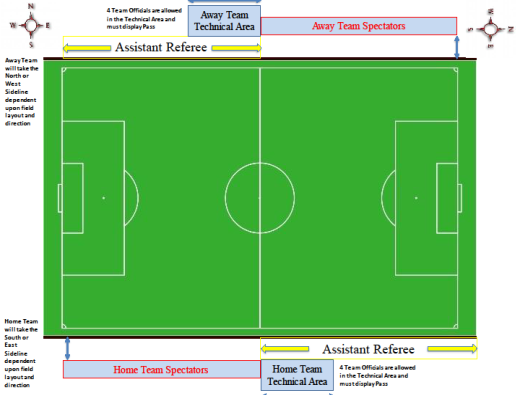 N
W
E
S
4 Team Officials are allowed
in the Technical Area and
must display Pass
Away Team
Technical Area
Away Team Spectators
W
S
N
E
Assistant Referee
Away Team
will take the
North or
West
Sideline
dependent
upon field
layout and
direction
Home Team
will take the
South or
East
Sideline
dependent
upon field
layout and
direction
Assistant Referee
Home Team Spectators
Home Team
Technical Area
4 Team Officials are allowed
in the Technical Area and
must display Pass